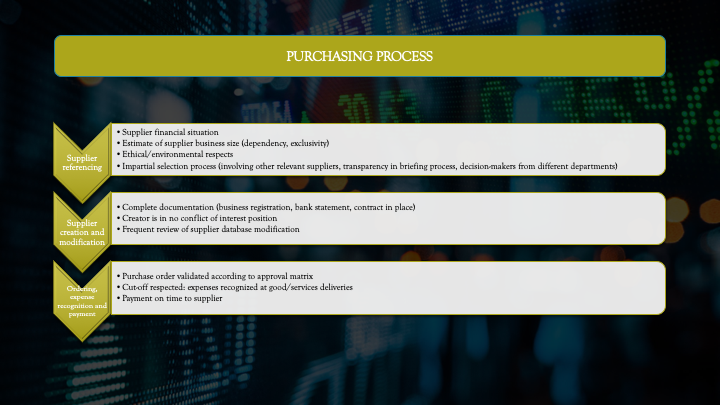 PURCHASING PROCESS
Supplier
referencing
• Supplier financial situation
• Estimate of supplier business size (dependency, exclusivity)
• Ethical/environmental respects
• Impartial selection process (involving other relevant suppliers, transparency in briefing process, decision-makers from different departments)
Supplier
creation and
modification
• Complete documentation (business registration, bank statement, contract in place)
• Creator is in no conflict of interest position
• Frequent review of supplier database modification
Ordering,
expense
recognition and
payment
• Purchase order validated according to approval matrix
• Cut-off respected: expenses recognized at good/services deliveries
• Payment on time to supplier